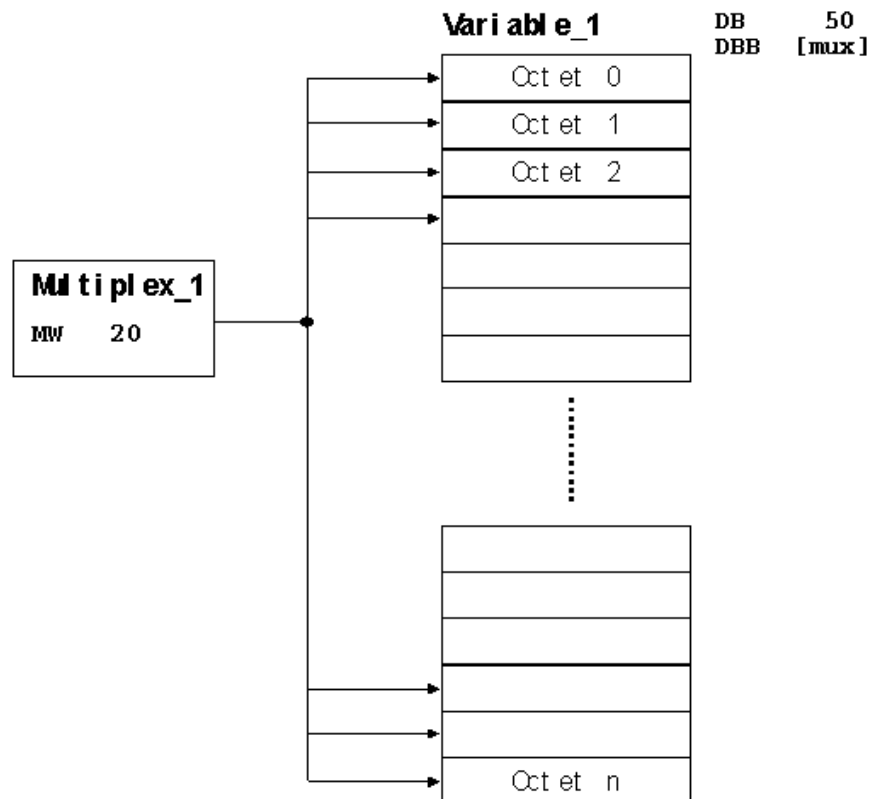 Variable_1
DB 50
DBB [mux]
Octet 0
Octet 1
Octet 2
Multiplex_1
MW 20
Octet n